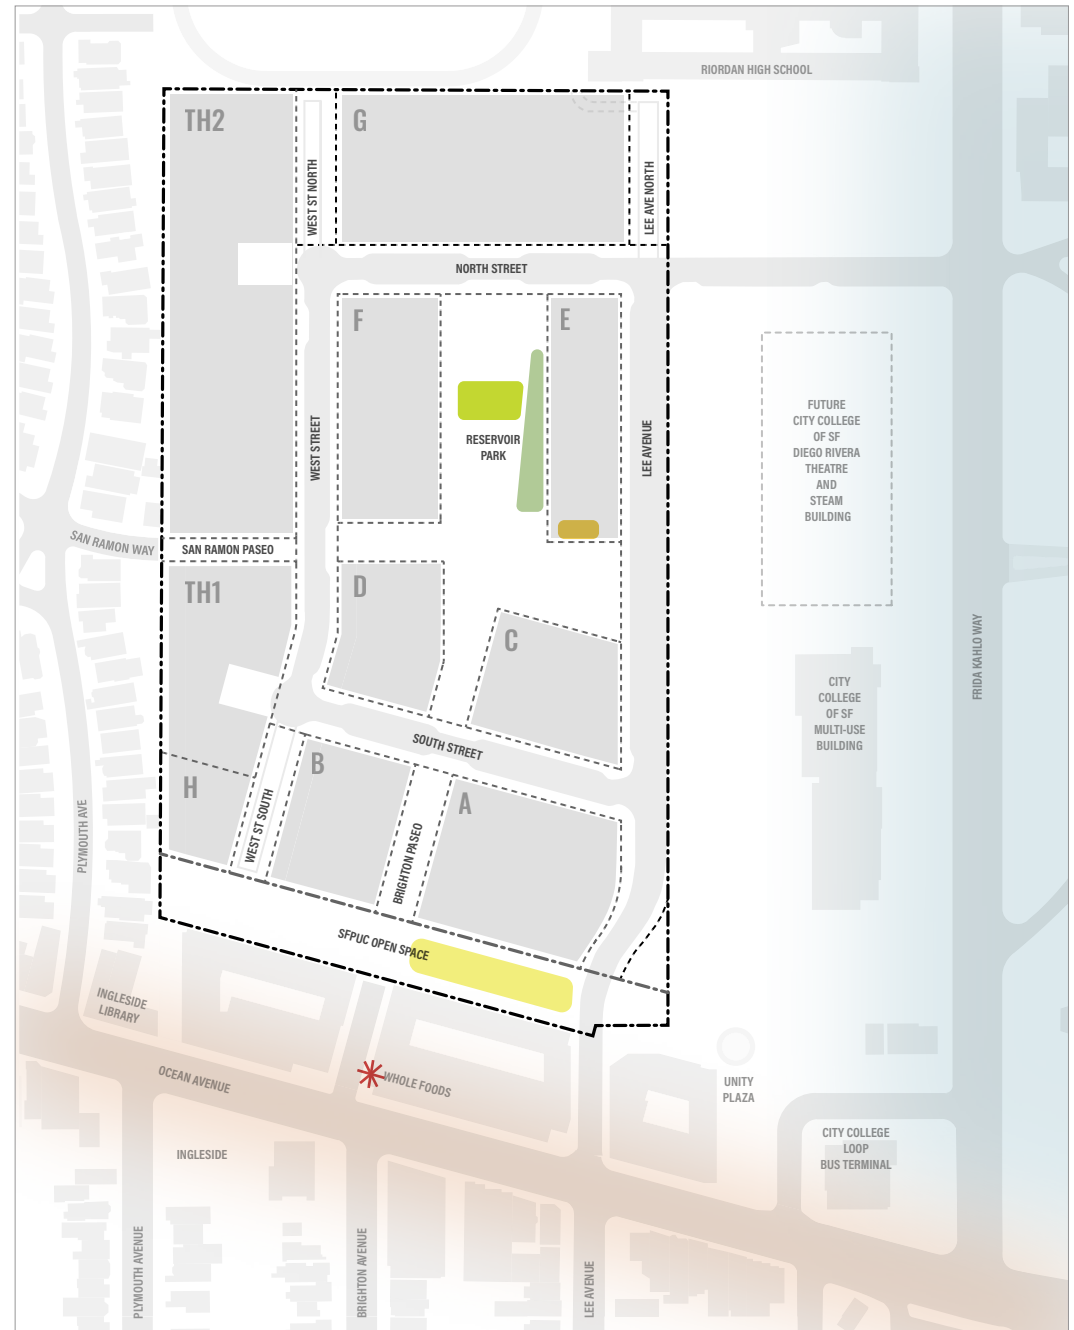 RIORDAN HIGH SCHOOL
TH2
G
WEST ST NORTH
LEE AVE NORTH
NORTH STREET
F
E
RESERVOIR
PARK
WEST STREET
LEE AVENUE
FUTURE
CITY COLLEGE
OF SF
DIEGO RIVERA
THEATRE
AND
STEAM
BUILDING
SAN RAMON WAY
SAN RAMON PASEO
TH1
D
C
FRIDA KAHLO WAY
CITY
COLLEGE
OF SF
MULTI-USE
BUILDING
SOUTH STREET
H
B
A
WEST ST SOUTH
BRIGHTON PASEO
PLYMOUTH AVE
SFPUC OPEN SPACE
INGLESIDE
LIBRARY
OCEAN AVENUE
WHOLE FOODS
UNITY
PLAZA
CITY COLLEGE
LOOP
BUS TERMINAL
INGLESIDE
PLYMOUTH AVENUE
BRIGHTON AVENUE
LEE AVENUE